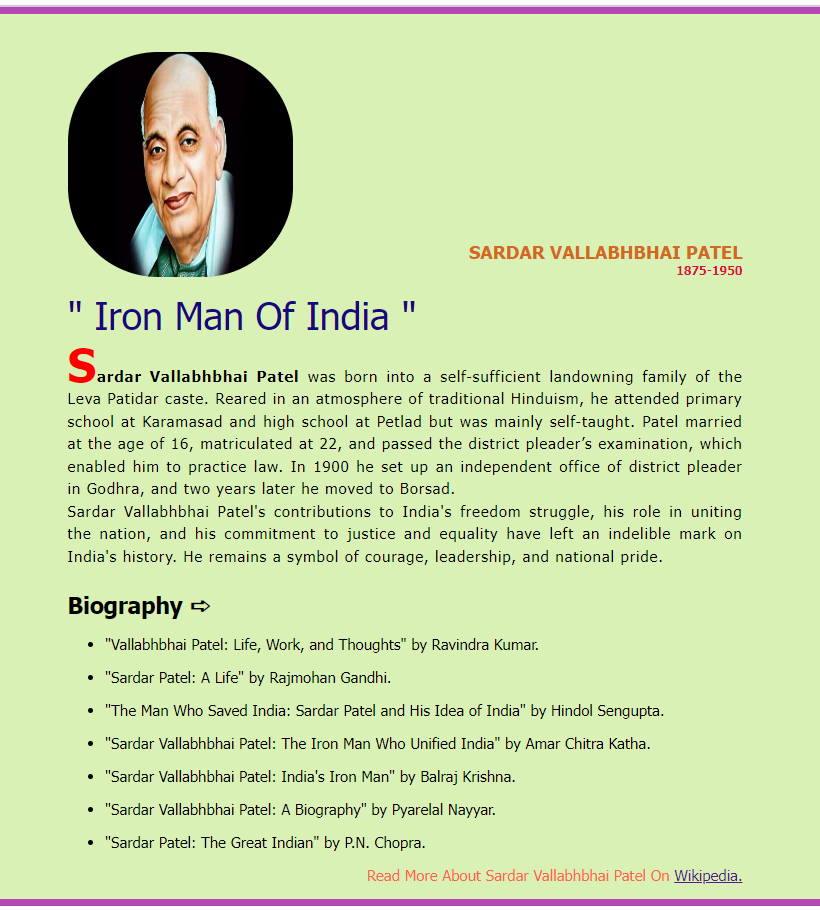 SARDAR VALLABHBHAI PATEL
1875-1950
" Iron Man Of India "
Sardar Vallabhbhai Patel was born into a self-sufficient landowning family of the
Leva Patidar caste. Reared in an atmosphere of traditional Hinduism, he attended primary
school at Karamasad and high school at Petlad but was mainly self-taught. Patel married
at the age of 16, matriculated at 22, and passed the district pleader’s examination, which
enabled him to practice law. In 1900 he set up an independent office of district pleader
in Godhra, and two years later he moved to Borsad.
Sardar Vallabhbhai Patel's contributions to India's freedom struggle, his role in uniting
the nation, and his commitment to justice and equality have left an indelible mark on
India's history. He remains a symbol of courage, leadership, and national pride.
Biography ➩
• "Vallabhbhai Patel: Life, Work, and Thoughts" by Ravindra Kumar.
• "Sardar Patel: A Life" by Rajmohan Gandhi.
• "The Man Who Saved India: Sardar Patel and His Idea of India" by Hindol Sengupta.
• "Sardar Vallabhbhai Patel: The Iron Man Who Unified India" by Amar Chitra Katha.
• "Sardar Vallabhbhai Patel: India's Iron Man" by Balraj Krishna.
• "Sardar Vallabhbhai Patel: A Biography" by Pyarelal Nayyar.
• "Sardar Patel: The Great Indian" by P.N. Chopra.
Read More About Sardar Vallabhbhai Patel On Wikipedia.